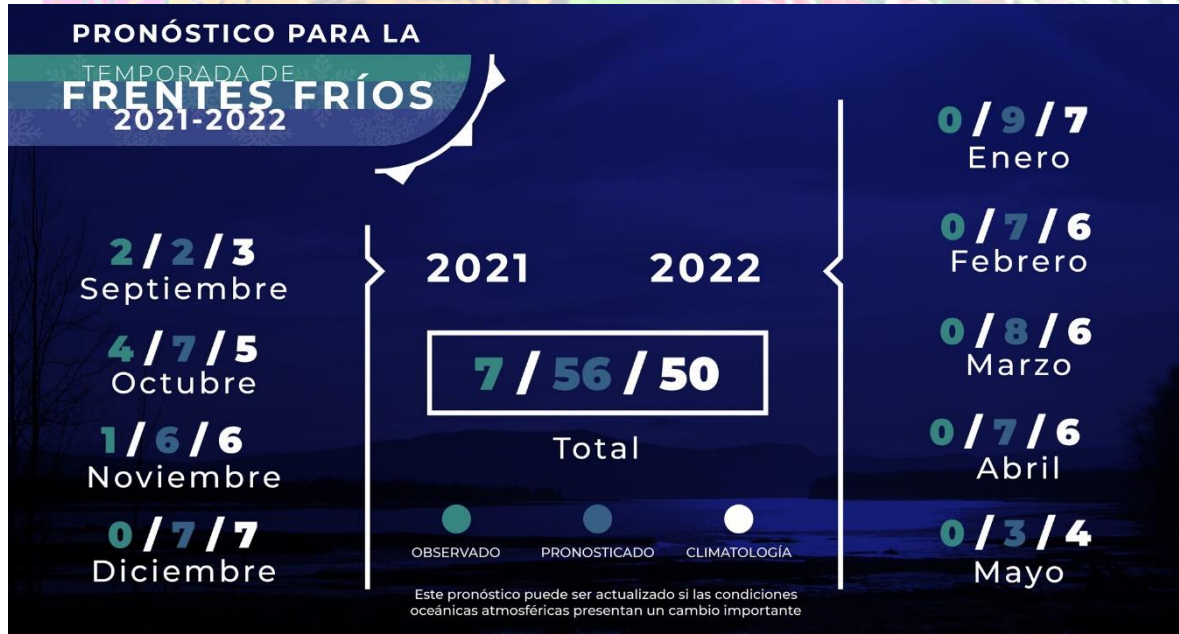 PRONÓSTICO PARA LA
TEMPORADA DE
FRENTES FRÍOS
2021-2022
2/2/3
Septiembre
4/7/5
Octubre
1/6/6
Noviembre
0/7/7
Diciembre
2021
2022
7/56/50
Total
OBSERVADO
PRONOSTICADO
CLIMATOLOGÍA
Este pronóstico puede ser actualizado si las condiciones
oceánicas atmosféricas presentan un cambio importante
0/9/7
Enero
0/7/6
Febrero
0/8/6
Marzo
0/7/6
Abril
0/3/4
Mayo